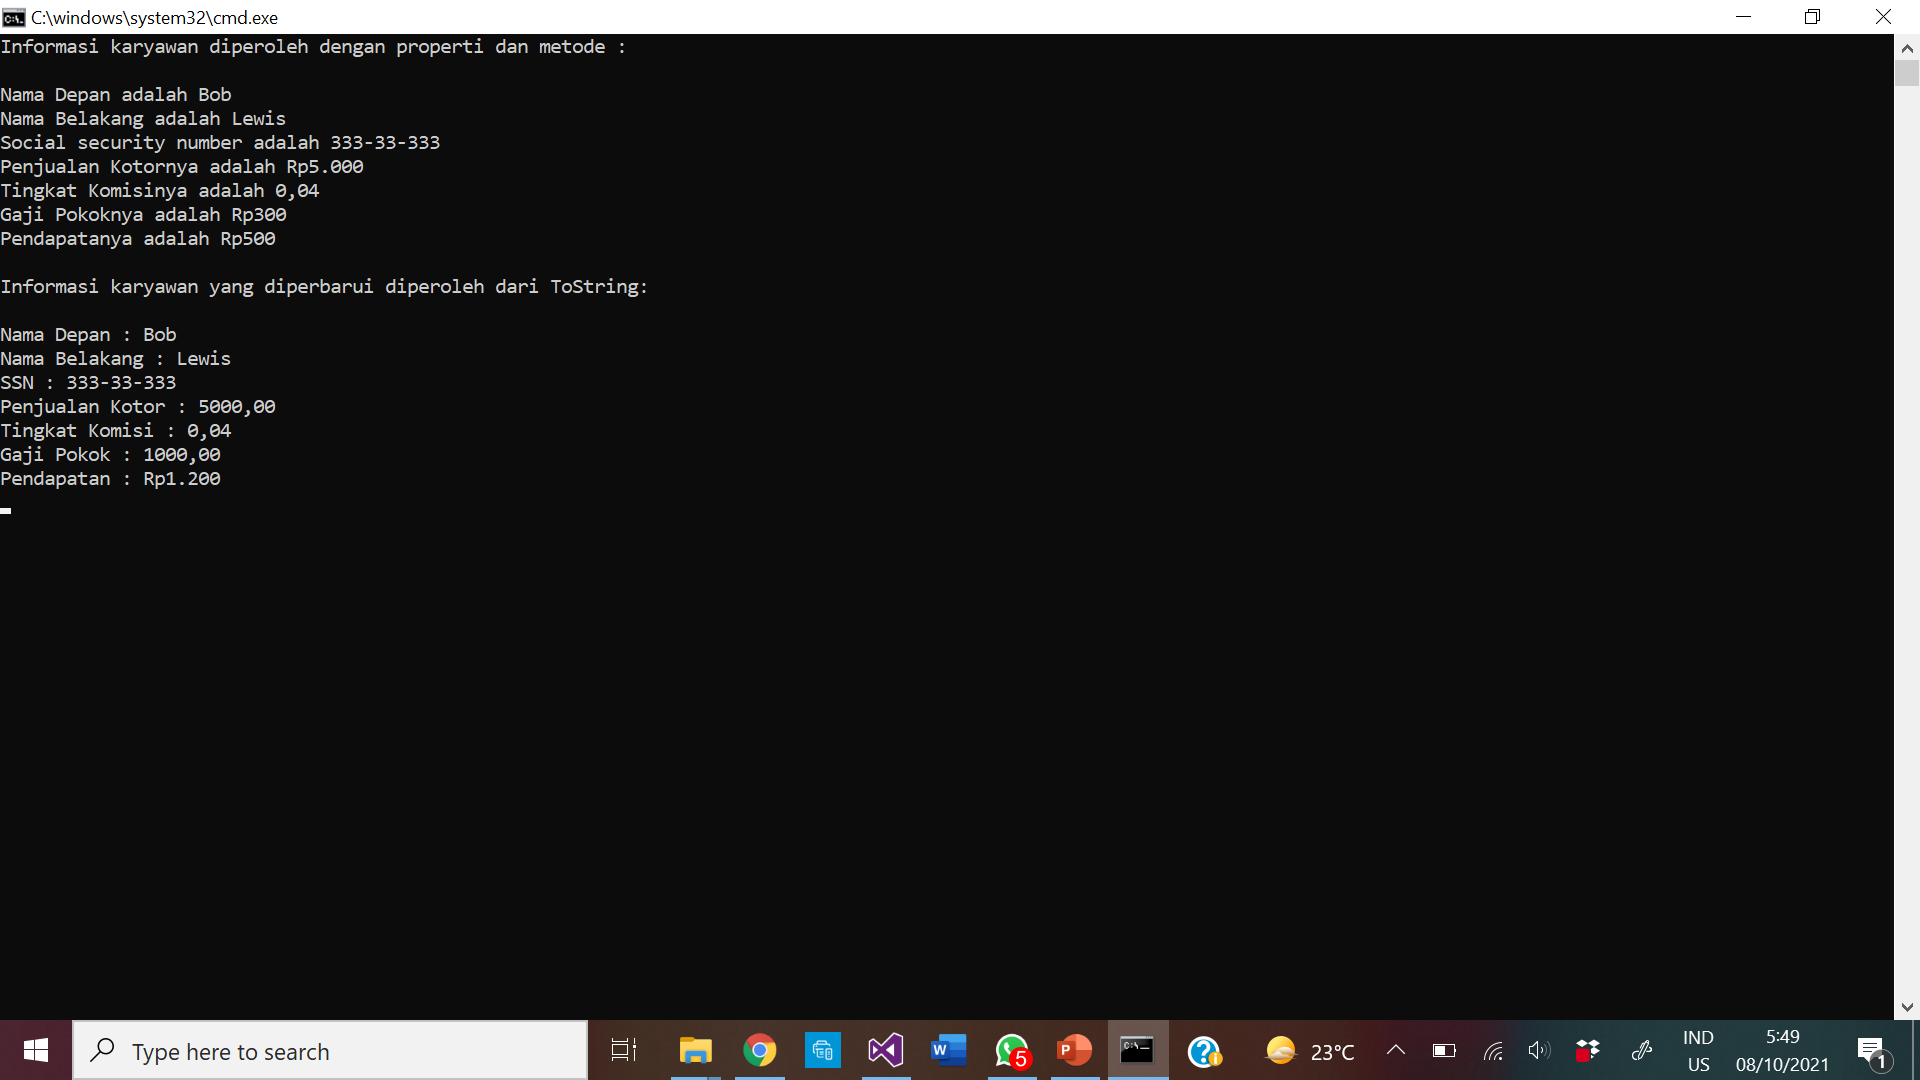 C:\windows\system32\cmd.exe
Informasi karyawan diperoleh dengan properti dan metode :
Nama Depan adalah Bob
Nama Belakang adalah Lewis
Social security number adalah 333-33-333
Penjualan Kotornya adalah Rp5.000
Tingkat Komisinya adalah 0,04
Gaji Pokoknya adalah Rp300
Pendapatanya adalah Rp500
Informasi karyawan yang diperbarui diperoleh dari ToString:
Nama Depan : Bob
Nama Belakang : Lewis
SSN : 333-33-333
Penjualan Kotor : 5000,00
Tingkat Komisi : 0,04
Gaji Pokok : 1000,00
Pendapatan : Rp1.200
Type here to search
5
23°C
IND
US
5:49
08/10/2021
1